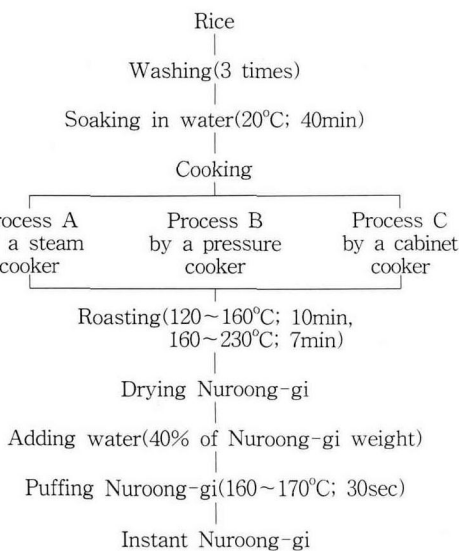 Rice
Washing(3 times)
Soaking in water(20°C; 40min)
Cooking
rocess A
a steam
cooker
Process B
by a pressure
cooker
Process C
by a cabinet
cooker
Roasting(120~160°C; 10min,
160~230°C; 7min)
Drying Nuroong-gi
Adding water(40% of Nuroong-gi weight)
Puffing Nuroong-gi(160~170°C; 30sec)
Instant Nuroong-gi